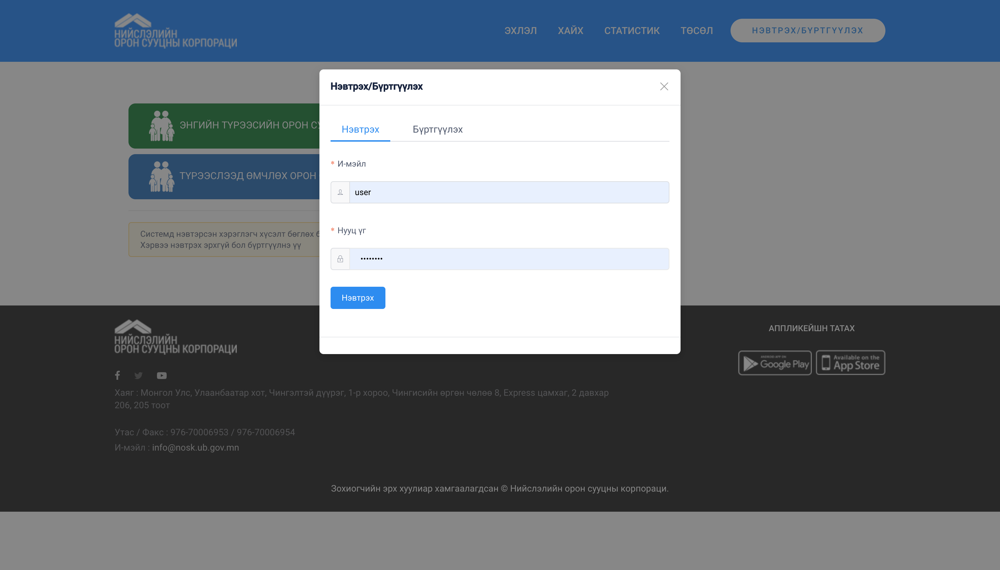 НИЙСЛЭЛИЙН
ОРОН СУУЦНЫ КОРПОРАЦИ
ЭХЛЭЛ ХАЙХ СТАТИСТИК ТӨСӨЛ НЭВТРЭХ/БҮРТГҮҮЛЭХ
Нэвтрэх/Бүртгүүлэх
Нэвтрэх Бүртгүүлэх
* И-мэйл
user
* Нууц үг
••••••••
Нэвтрэх
ЭНГИЙН ТҮРЭЭСИЙН ОРОН
ТҮРЭЭСЛЭЭД ӨМЧЛӨХ ОРОН
Системд нэвтэрсэн хэрэглэгч хүсэлт бөглөх
Хэрвээ нэвтрэх эрхгүй бол бүртгүүлнэ үү
НИЙСЛЭЛИЙН
ОРОН СУУЦНЫ КОРПОРАЦИ
Хаяг : Монгол Улс, Улаанбаатар хот, Чингэлтэй дүүрэг, 1-р хороо, Чингисийн өргөн чөлөө 8, Express цамхаг, 2 давхар
206, 205 тоот
Утас / Факс : 976-70006953 / 976-70006954
И-мэйл : info@nosk.ub.gov.mn
АППЛИКЕЙШН ТАТАХ
ANDROID APP ON
Google Play
Available on the
App Store
Зохиогчийн эрх хуулиар хамгаалагдсан © Нийслэлийн орон сууцны корпораци.